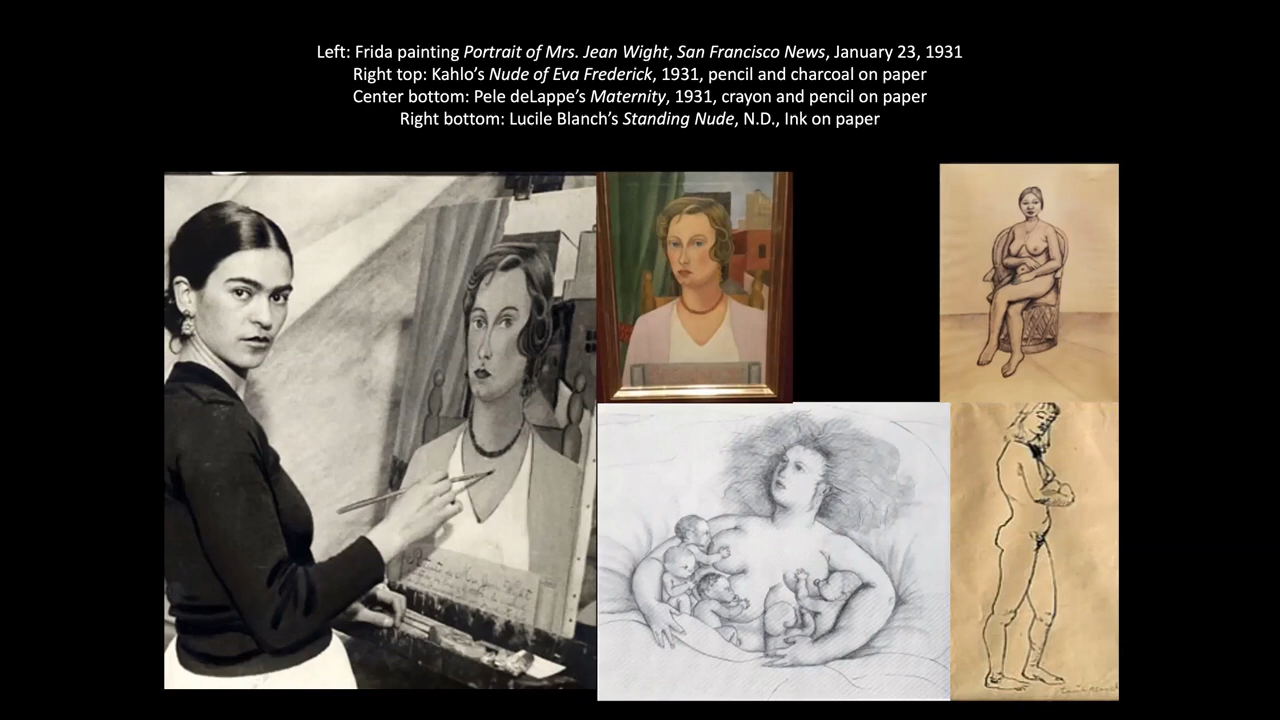 Left: Frida painting Portrait of Mrs. Jean Wight, San Francisco News, January 23, 1931
Right top: Kahlo’s Nude of Eva Frederick, 1931, pencil and charcoal on paper
Center bottom: Pele deLappe’s Maternity, 1931, crayon and pencil on paper
Right bottom: Lucile Blanch’s Standing Nude, N.D., Ink on paper